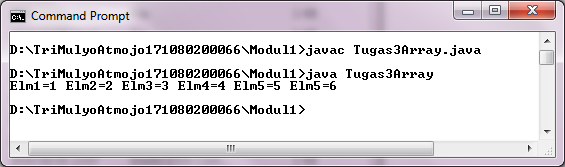 Command Prompt
D:\TriMulyoAtmojo171080200066\Modul1>javac Tugas3Array.java
D:\TriMulyoAtmojo171080200066\Modul1>java Tugas3Array
Elm1=1 Elm2=2 Elm3=3 Elm4=4 Elm5=5 Elm5=6
D:\TriMulyoAtmojo171080200066\Modul1>